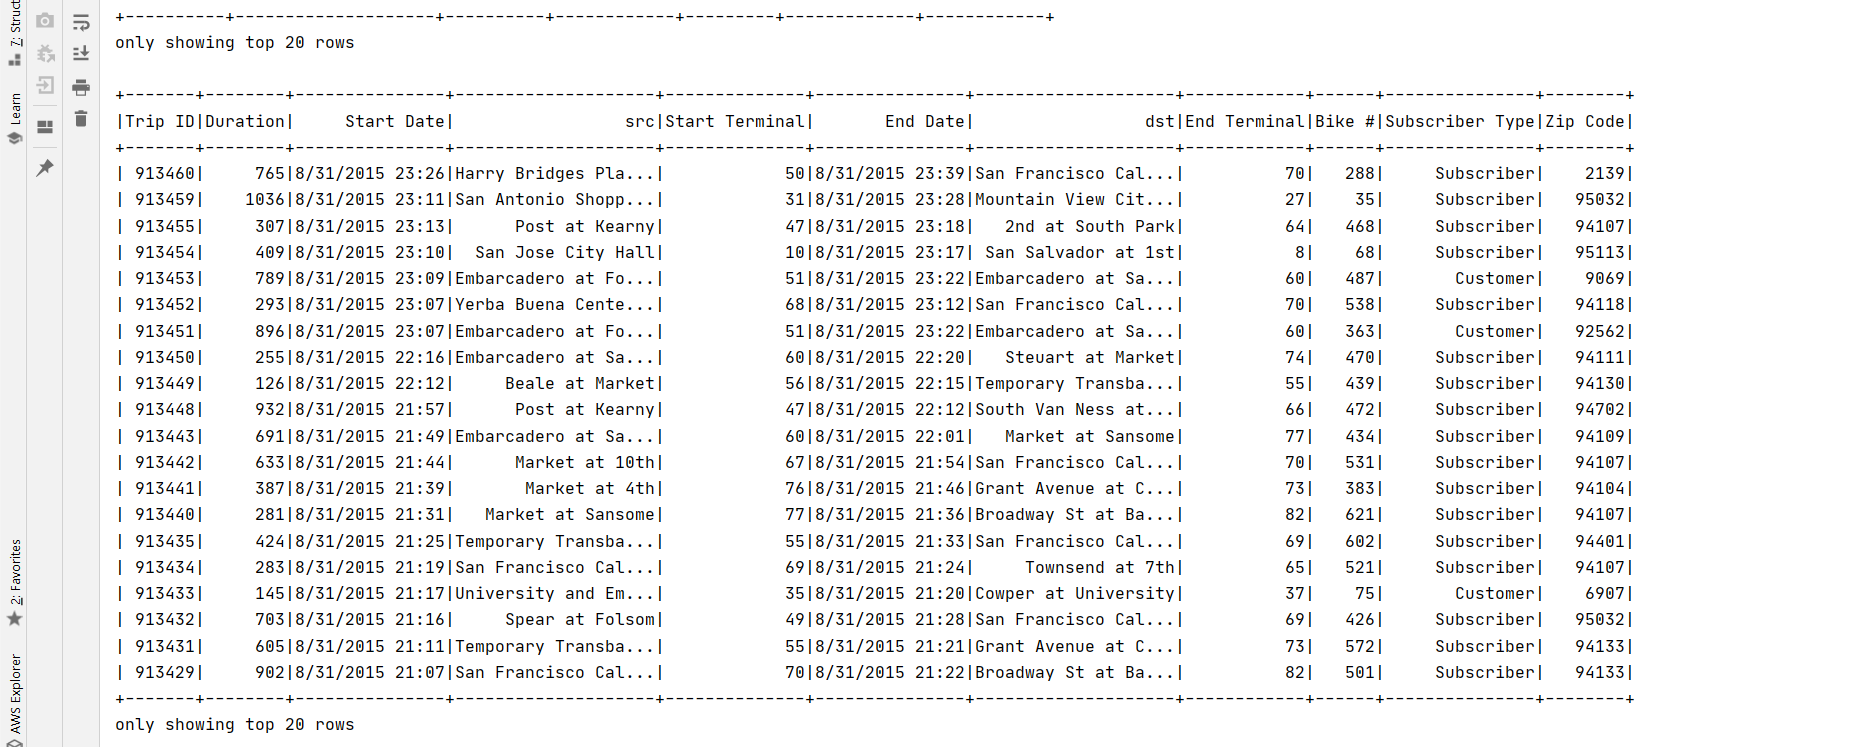 +----------+--------------------+----------+------------+---------+-------------+------------+
only showing top 20 rows
+-------+--------+---------------+--------------------+--------------+---------------+--------------------+------------+------+---------------+--------+
|Trip ID|Duration|     Start Date|                 src|Start Terminal|       End Date|                 dst|End Terminal|Bike #|Subscriber Type|Zip Code|
+-------+--------+---------------+--------------------+--------------+---------------+--------------------+------------+------+---------------+--------+
| 913460|     765|8/31/2015 23:26|Harry Bridges Pla...|            50|8/31/2015 23:39|San Francisco Cal...|          70|   288|     Subscriber|    2139|
| 913459|    1036|8/31/2015 23:11|San Antonio Shopp...|            31|8/31/2015 23:28|Mountain View Cit...|          27|    35|     Subscriber|   95032|
| 913455|     307|8/31/2015 23:13|      Post at Kearny|            47|8/31/2015 23:18|   2nd at South Park|          64|   468|     Subscriber|   94107|
| 913454|     409|8/31/2015 23:10|  San Jose City Hall|            10|8/31/2015 23:17| San Salvador at 1st|           8|    68|     Subscriber|   95113|
| 913453|     789|8/31/2015 23:09|Embarcadero at Fo...|            51|8/31/2015 23:22|Embarcadero at Sa...|          60|   487|       Customer|    9069|
| 913452|     293|8/31/2015 23:07|Yerba Buena Cente...|            68|8/31/2015 23:12|San Francisco Cal...|          70|   538|     Subscriber|   94118|
| 913451|     896|8/31/2015 23:07|Embarcadero at Fo...|            51|8/31/2015 23:22|Embarcadero at Sa...|          60|   363|       Customer|   92562|
| 913450|     255|8/31/2015 22:16|Embarcadero at Sa...|            60|8/31/2015 22:20|   Steuart at Market|          74|   470|     Subscriber|   94111|
| 913449|     126|8/31/2015 22:12|     Beale at Market|            56|8/31/2015 22:15|Temporary Transba...|          55|   439|     Subscriber|   94130|
| 913448|     932|8/31/2015 21:57|      Post at Kearny|            47|8/31/2015 22:12|South Van Ness at...|          66|   472|     Subscriber|   94702|
| 913443|     691|8/31/2015 21:49|Embarcadero at Sa...|            60|8/31/2015 22:01|   Market at Sansome|          77|   434|     Subscriber|   94109|
| 913442|     633|8/31/2015 21:44|      Market at 10th|            67|8/31/2015 21:54|San Francisco Cal...|          70|   531|     Subscriber|   94107|
| 913441|     387|8/31/2015 21:39|       Market at 4th|            76|8/31/2015 21:46|Grant Avenue at C...|          73|   383|     Subscriber|   94104|
| 913440|     281|8/31/2015 21:31|   Market at Sansome|            77|8/31/2015 21:36|Broadway St at Ba...|          82|   621|     Subscriber|   94107|
| 913435|     424|8/31/2015 21:25|Temporary Transba...|            55|8/31/2015 21:33|San Francisco Cal...|          69|   602|     Subscriber|   94401|
| 913434|     283|8/31/2015 21:19|San Francisco Cal...|            69|8/31/2015 21:24|     Townsend at 7th|          65|   521|     Subscriber|   94107|
| 913433|     145|8/31/2015 21:17|University and Em...|            35|8/31/2015 21:20|Cowper at University|          37|    75|       Customer|    6907|
| 913432|     703|8/31/2015 21:16|     Spear at Folsom|            49|8/31/2015 21:28|San Francisco Cal...|          69|   426|     Subscriber|   95032|
| 913431|     605|8/31/2015 21:11|Temporary Transba...|            55|8/31/2015 21:21|Grant Avenue at C...|          73|   572|     Subscriber|   94133|
| 913429|     902|8/31/2015 21:07|San Francisco Cal...|            70|8/31/2015 21:22|Broadway St at Ba...|          82|   501|     Subscriber|   94133|
+-------+--------+---------------+--------------------+--------------+---------------+--------------------+------------+------+---------------+--------+
only showing top 20 rows
7: Struct
Learn
2: Favorites
AWS Explorer